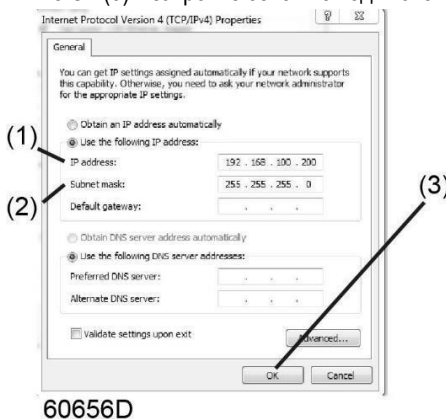 Internet Protocol Version 4 (TCP/IPv4) Properties
General
You can get IP settings assigned automatically if your network supports
this capability. Otherwise, you need to ask your network administrator
for the appropriate IP settings.
Obtain an IP address automatically
Use the following IP address:
(1)
IP address: 192 . 168 . 100 . 200
Subnet mask: 255 . 255 . 255 . 0
(2)
(3)
Default gateway: . . .
Obtain DNS server address automatically
Use the following DNS server addresses:
Preferred DNS server: . . .
Alternate DNS server: . . .
Validate settings upon exit
Advanced...
OK Cancel
60656D